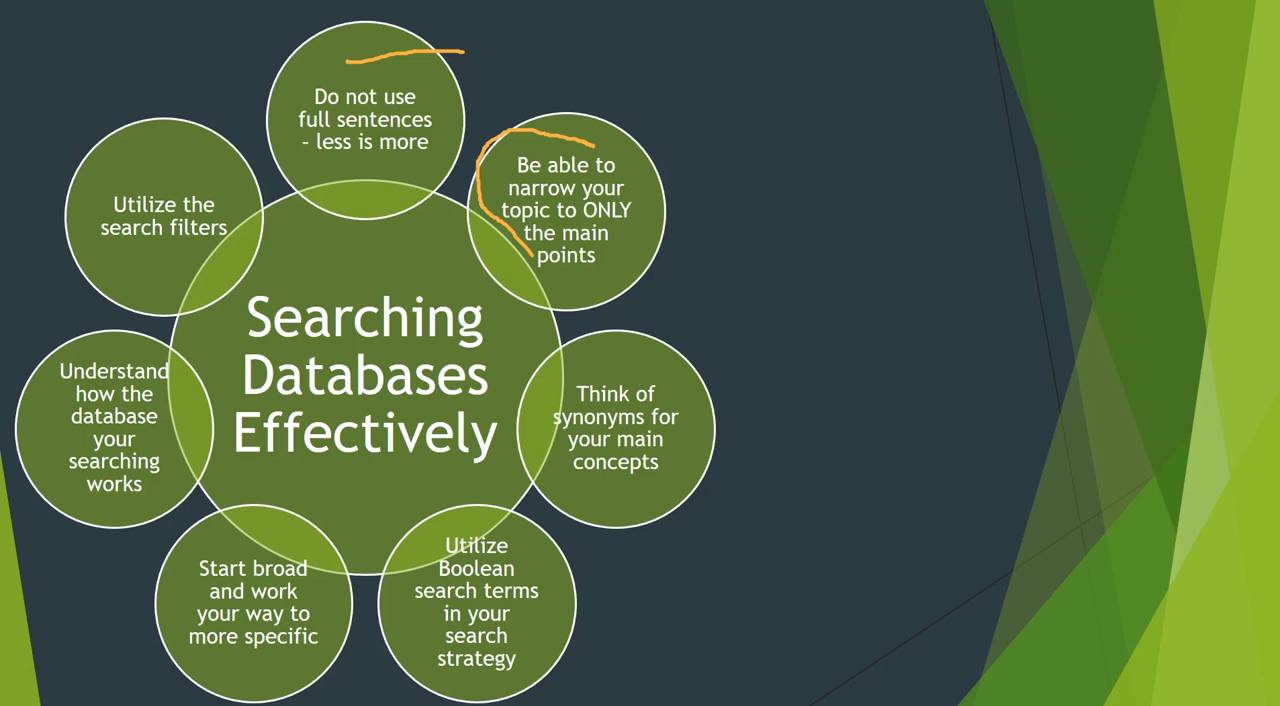 Do not use
full sentences
- less is more
Be able to
narrow your
topic to ONLY
the main
points
Think of
synonyms for
your main
concepts
Utilize
Boolean
search terms
in your
search
strategy
Start broad
and work
your way to
more specific
Understand
how the
database
your
searching
works
Utilize the
search filters
Searching
Databases
Effectively